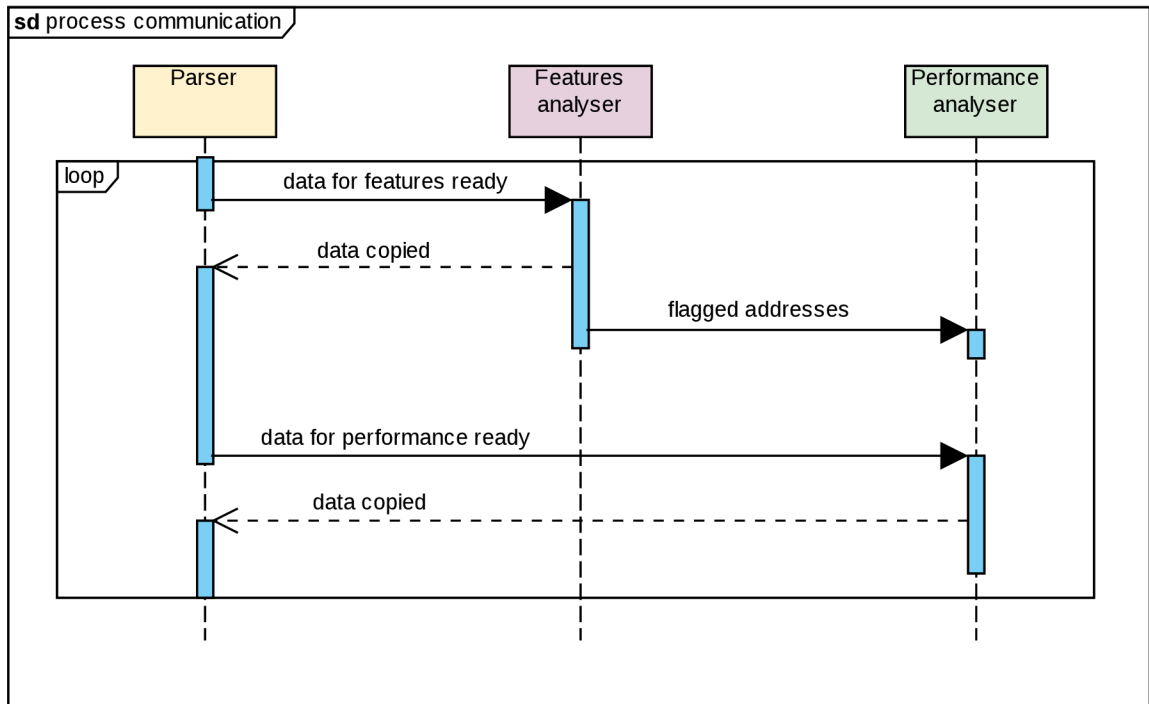 sd process communication
Parser
Features
analyser
Performance
analyser
loop
data for features ready
data copied
flagged addresses
data for performance ready
data copied